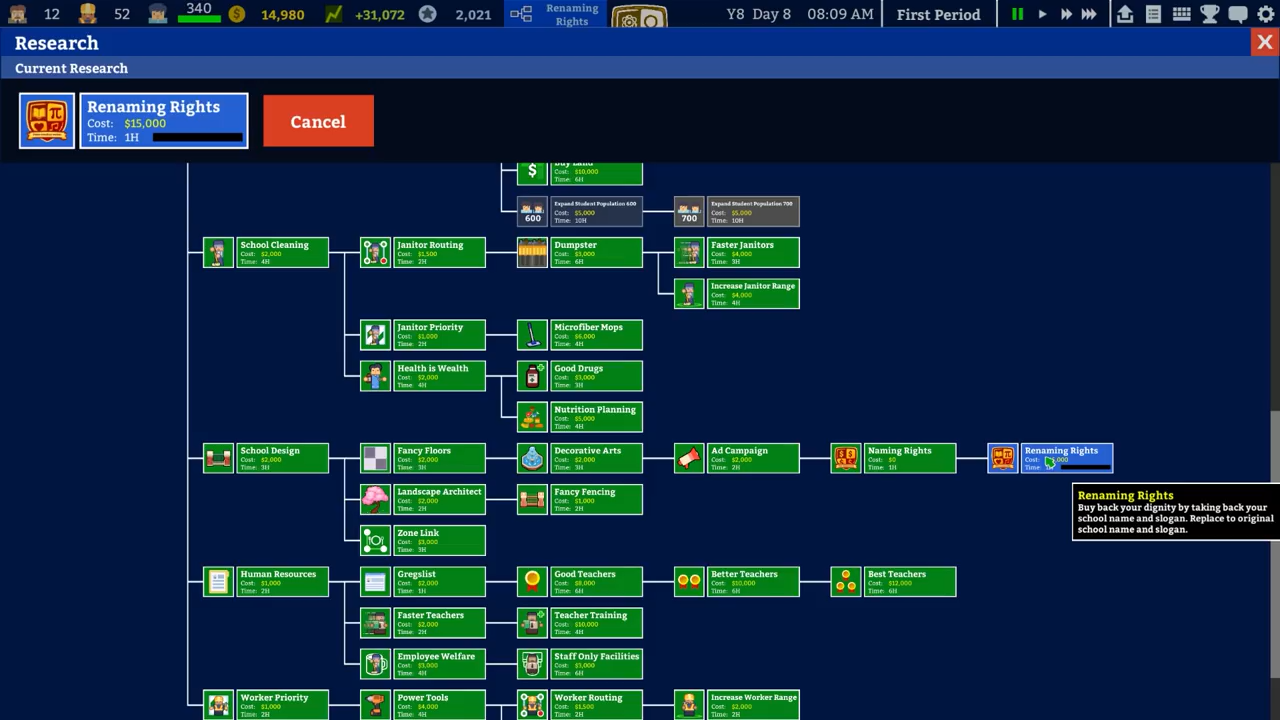 12 52 340 14,980 +31,072 2,021 Renaming Rights Y8 Day 8 08:09 AM First Period
Research
Current Research
Renaming Rights
Cost: $15,000
Time: 1H
Cancel
Buy Land
Cost: $10,000
Time: 6H
600
Expand Student Population 600
Cost: $5,000
Time: 10H
700
Expand Student Population 700
Cost: $5,000
Time: 10H
School Cleaning
Cost: $2,000
Time: 4H
Janitor Routing
Cost: $1,500
Time: 2H
Dumpster
Cost: $3,000
Time: 6H
Faster Janitors
Cost: $4,000
Time: 3H
Increase Janitor Range
Cost: $4,000
Time: 4H
Janitor Priority
Cost: $1,000
Time: 2H
Microfiber Mops
Cost: $6,000
Time: 4H
Health is Wealth
Cost: $2,000
Time: 4H
Good Drugs
Cost: $3,000
Time: 3H
Nutrition Planning
Cost: $5,000
Time: 4H
School Design
Cost: $2,000
Time: 3H
Fancy Floors
Cost: $2,000
Time: 3H
Decorative Arts
Cost: $2,000
Time: 3H
Ad Campaign
Cost: $2,000
Time: 2H
Naming Rights
Cost: $0
Time: 1H
Renaming Rights
Cost:
Time:
Landscape Architect
Cost: $2,000
Time: 2H
Fancy Fencing
Cost: $1,000
Time: 2H
Zone Link
Cost: $3,000
Time: 3H
Renaming Rights
Buy back your dignity by taking back your
school name and slogan. Replace to original
school name and slogan.
Human Resources
Cost: $1,000
Time: 2H
Gregslist
Cost: $2,000
Time: 1H
Good Teachers
Cost: $8,000
Time: 6H
Better Teachers
Cost: $10,000
Time: 6H
Best Teachers
Cost: $12,000
Time: 6H
Faster Teachers
Cost: $2,000
Time: 2H
Teacher Training
Cost: $10,000
Time: 4H
Employee Welfare
Cost: $3,000
Time: 4H
Staff Only Facilities
Cost: $3,000
Time: 6H
Worker Priority
Cost: $1,000
Time: 2H
Power Tools
Cost: $4,000
Time: 4H
Worker Routing
Cost: $1,500
Time: 2H
Increase Worker Range
Cost: $2,000
Time: 2H